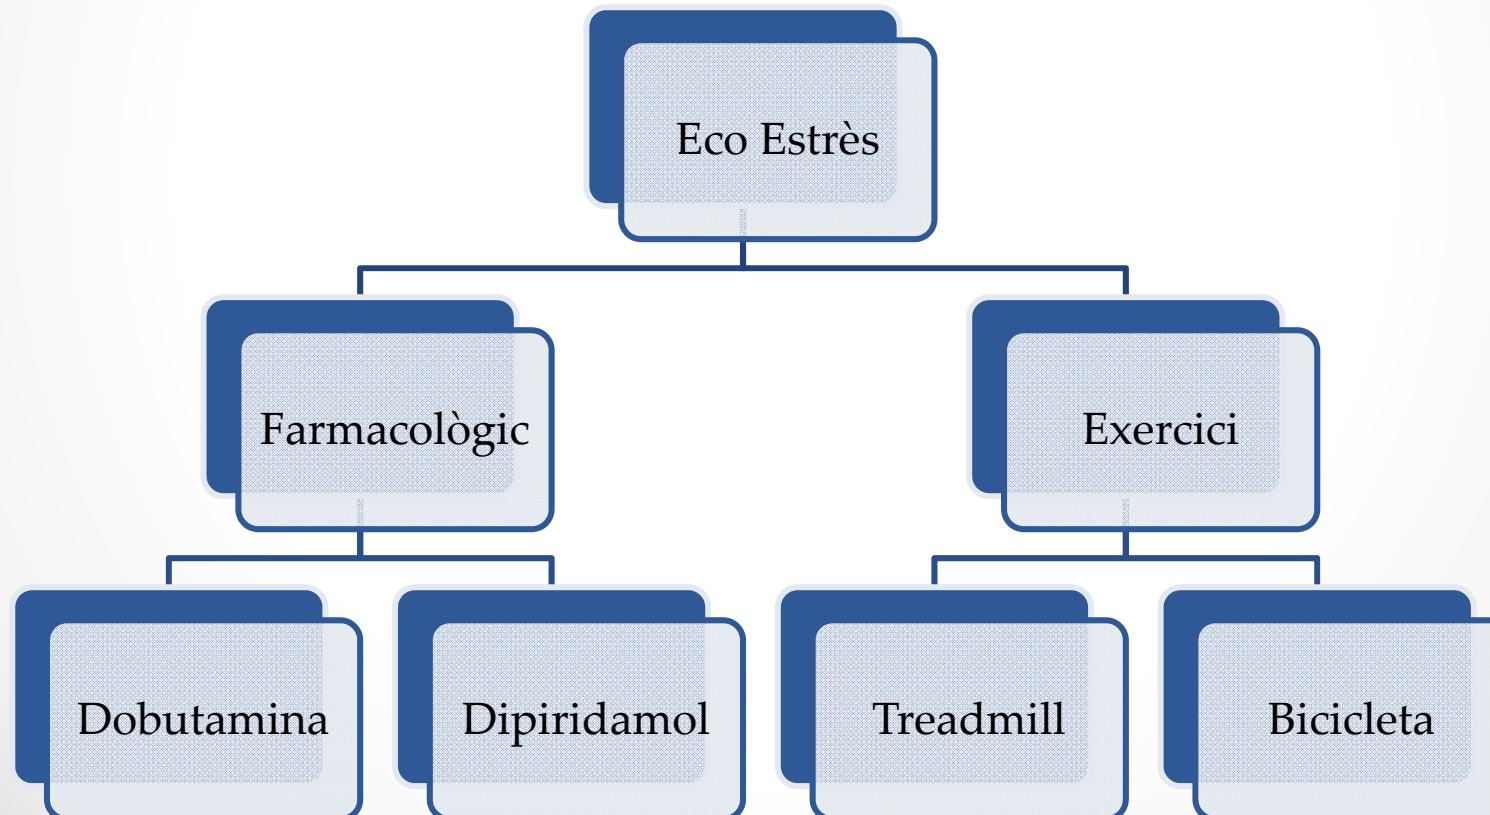 Eco Estrès
Farmacològic
Exercici
Dobutamina
Dipiridamol
Treadmill
Bicicleta